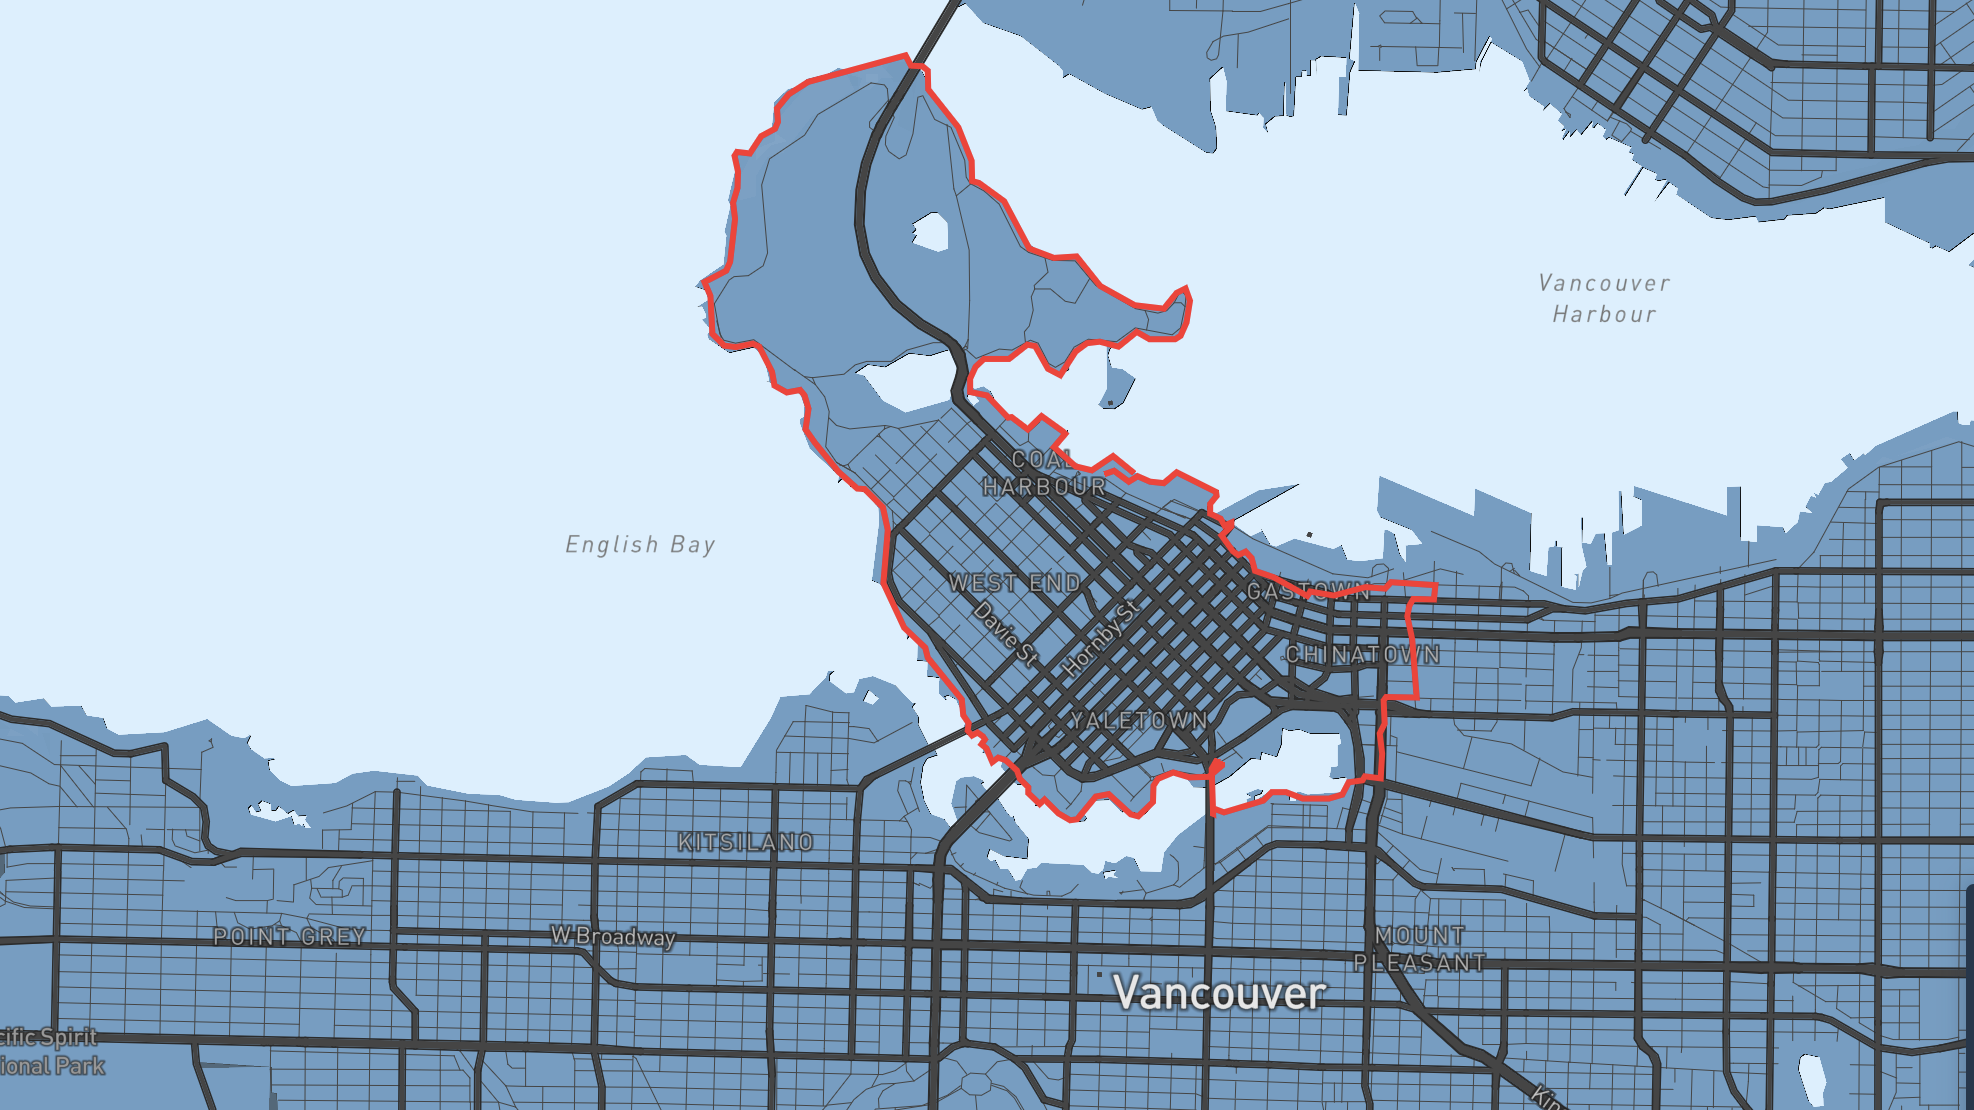 Vancouver
Harbour
COAL
HARBOUR
English Bay
WEST END
GASTOWN
Davie St
Hornby St
CHINATOWN
YALETOWN
KITSILANO
POINT GREY
W Broadway
MOUNT
PLEASANT
Vancouver
cific Spirit
ional Park
Kin